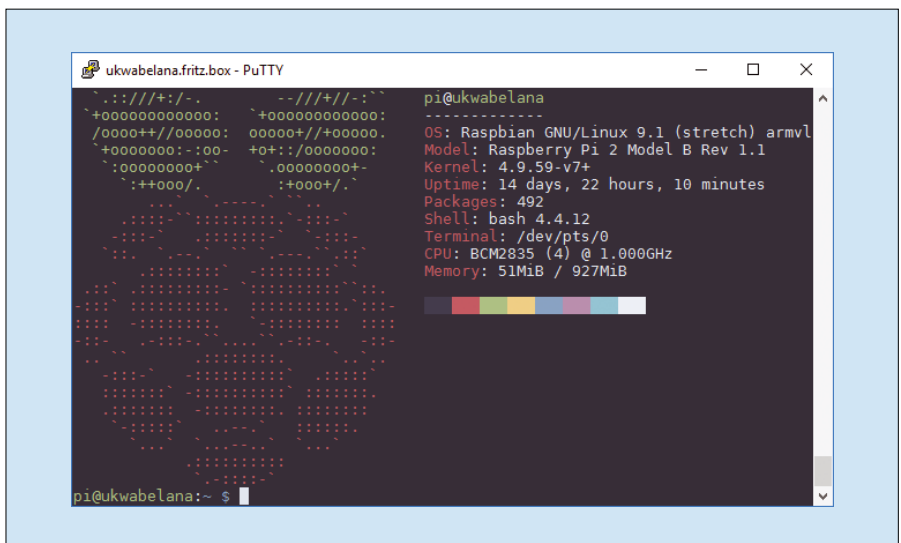 ukwabelana.fritz.box - PuTTY
pi@ukwabelana
-------------
OS: Raspbian GNU/Linux 9.1 (stretch) armvl
Model: Raspberry Pi 2 Model B Rev 1.1
Kernel: 4.9.59-v7+
Uptime: 14 days, 22 hours, 10 minutes
Packages: 492
Shell: bash 4.4.12
Terminal: /dev/pts/0
CPU: BCM2835 (4) @ 1.000GHz
Memory: 51MiB / 927MiB
pi@ukwabelana:~ $